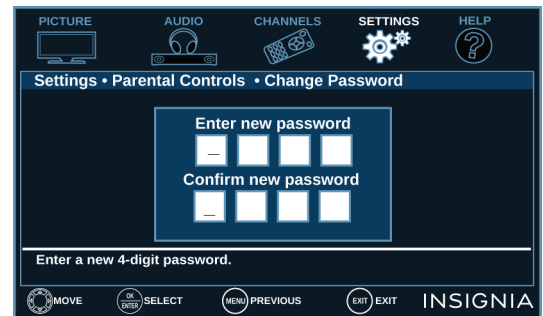 PICTURE AUDIO CHANNELS SETTINGS HELP
?
Settings • Parental Controls • Change Password
Enter new password
_
Confirm new password
_
Enter a new 4-digit password.
MOVE OK ENTER SELECT MENU PREVIOUS EXIT EXIT INSIGNIA